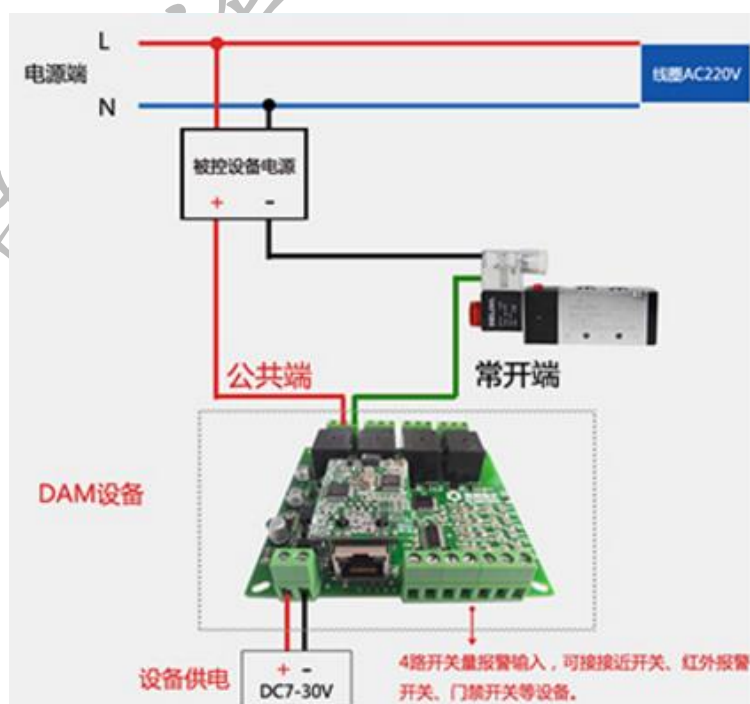 L
电源端
线圈AC220V
N
被控设备电源
+ -
公共端
常开端
DAM设备
设备供电
+ -
DC7-30V
4路开关量报警输入，可接接近开关、红外报警
开关、门禁开关等设备。